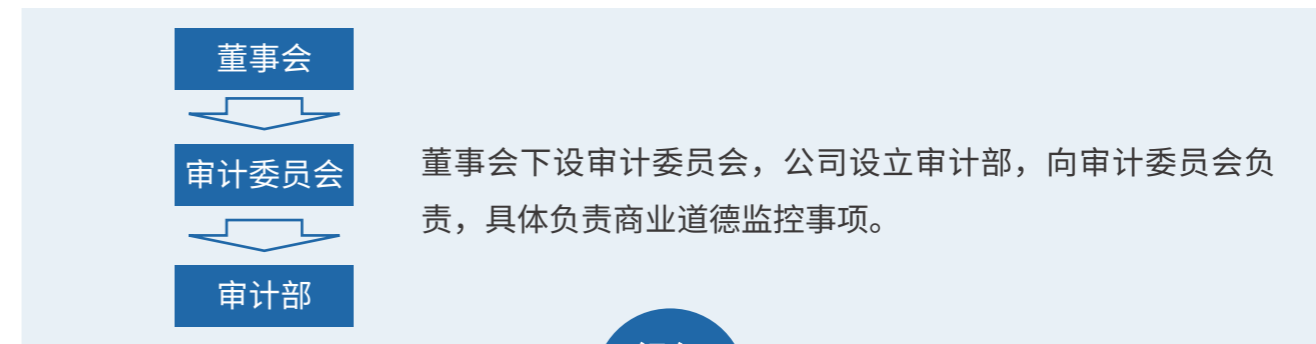 董事会
审计委员会
董事会下设审计委员会，公司设立审计部，向审计委员会负
责，具体负责商业道德监控事项。
审计部